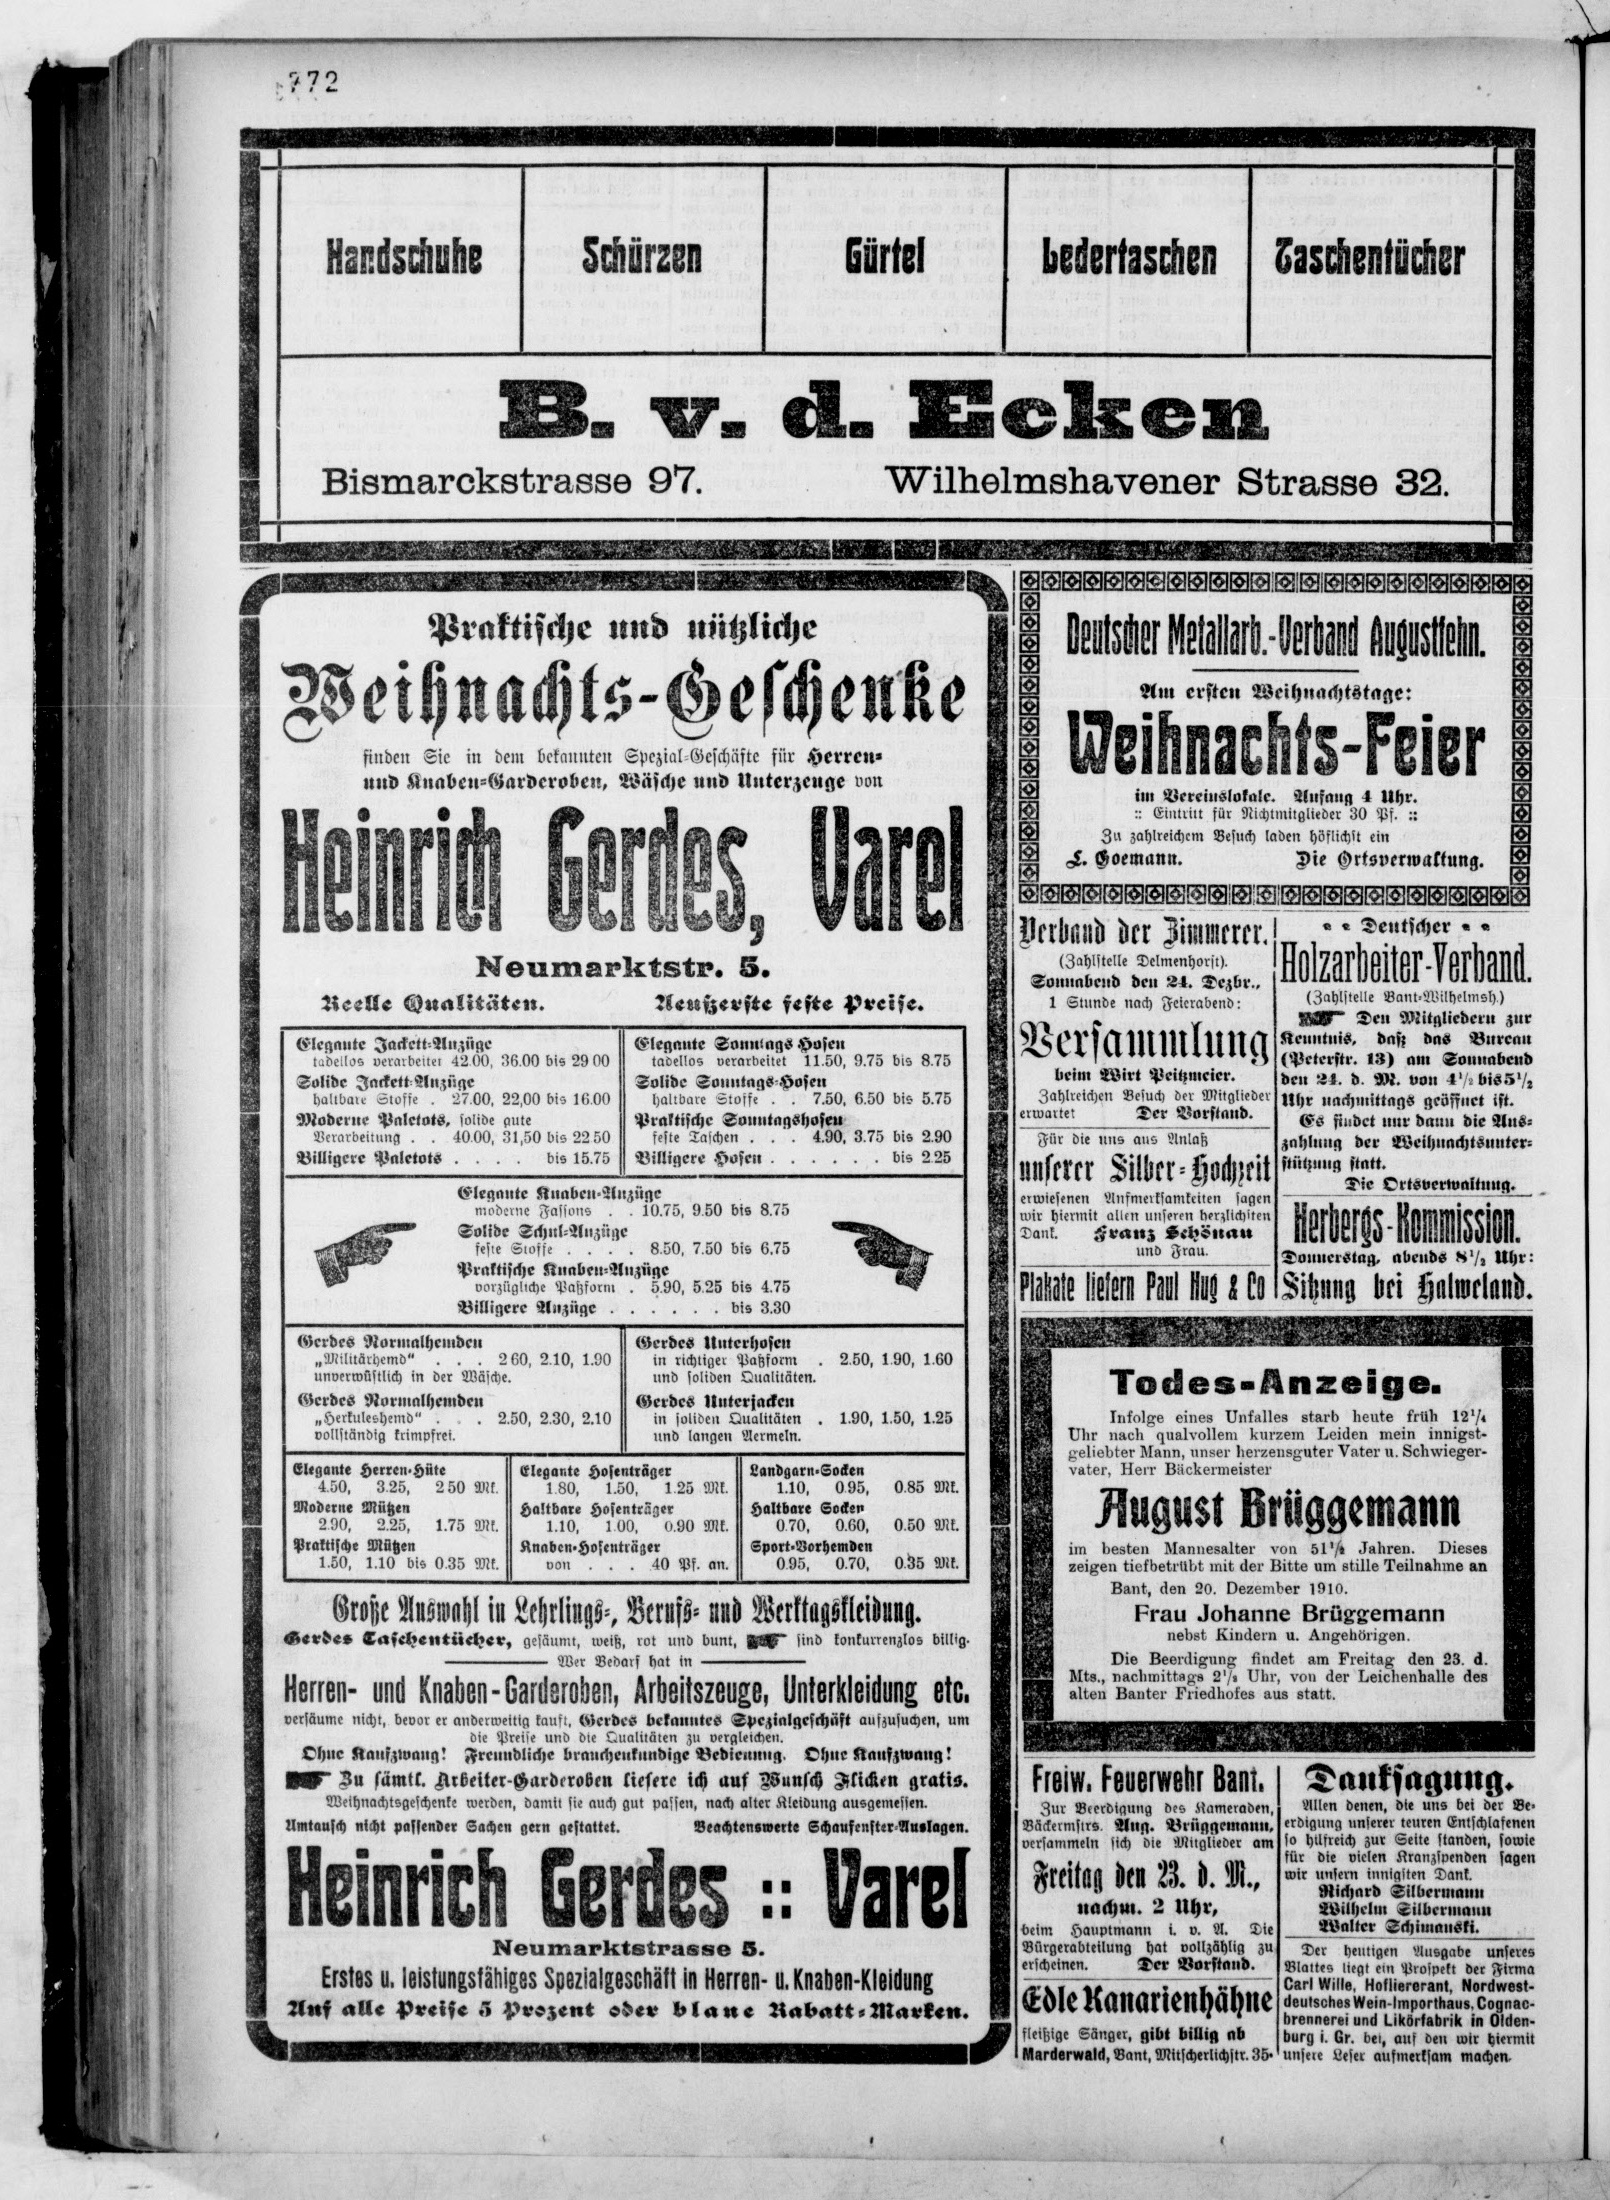 772
Handschuhe
Schürzen
Gürtel
Ledertaschen
Taschentücher
B. v. d. Ecken
Bismarckstrasse 97. Wilhelmshavener Strasse 32.
Praktische und nützliche
Weihnachts-Geschenke
finden Sie in dem bekannten Spezial-Geschäfte für Herren-
und Knaben-Garderoben, Wäsche und Unterzeuge von
Heinrich Gerdes, Varel
Neumarktstr. 5.
Reelle Qualitäten. Aeußerste feste Preise.
Elegante Jackett-Anzüge
tadellos verarbeitet 42.00, 36.00 bis 29 00
Solide Jackett-Anzüge
haltbare Stoffe . 27.00, 22,00 bis 16.00
Moderne Paletots, solide gute
Verarbeitung . . 40.00, 31,50 bis 22 50
Billigere Paletots . . . . bis 15.75
Elegante Sonntags Hosen
tadellos verarbeitet 11.50, 9.75 bis 8.75
Solide Sonntags-Hosen
haltbare Stoffe . . 7.50, 6.50 bis 5.75
Praktische Sonntagshosen
feste Taschen . . . 4.90, 3.75 bis 2.90
Billigere Hosen . . . . . . bis 2.25
Elegante Knaben-Anzüge
moderne Fassons . . 10.75, 9.50 bis 8.75
Solide Schul-Anzüge
feste Stoffe . . . . 8.50, 7.50 bis 6.75
Praktische Knaben-Anzüge
vorzügliche Paßform . 5.90, 5.25 bis 4.75
Billigere Anzüge . . . . . . bis 3.30
Gerdes Normalhemden
„Militärhemd“ . . . 2 60, 2.10, 1.90
unverwüstlich in der Wäsche.
Gerdes Normalhemden
„Herkuleshemd“ . . . 2.50, 2.30, 2.10
vollständig krimpfrei.
Gerdes Unterhosen
in richtiger Paßform . 2.50, 1.90, 1.60
und soliden Qualitäten.
Gerdes Unterjacken
in soliden Qualitäten . 1.90, 1.50, 1.25
und langen Aermeln.
Elegante Herren-Hüte
4.50, 3.25, 2 50 Mk.
Moderne Mützen
2.90, 2.25, 1.75 Mk.
Praktische Mützen
1.50, 1.10 bis 0.35 Mk.
Elegante Hosenträger
1.80, 1.50, 1.25 Mk.
Haltbare Hosenträger
1.10, 1.00, 0.90 Mk.
Knaben-Hosenträger
von . . . 40 Pf. an.
Landgarn-Socken
1.10, 0.95, 0.85 Mk.
Haltbare Socken
0.70, 0.60, 0.50 Mk.
Sport-Vorhemden
0.95, 0.70, 0.35 Mk.
Große Auswahl in Lehrlings-, Berufs- und Werktagskleidung.
Gerdes Taschentücher, gesäumt, weiß, rot und bunt, sind konkurrenzlos billig.
Wer Bedarf hat in
Herren- und Knaben-Garderoben, Arbeitszeuge, Unterkleidung etc.
versäume nicht, bevor er anderweitig kauft, Gerdes bekanntes Spezialgeschäft aufzusuchen, um
die Preise und die Qualitäten zu vergleichen.
Ohne Kaufzwang! Freundliche branchenkundige Bedienung. Ohne Kaufzwang!
Zu sämtl. Arbeiter-Garderoben liefere ich auf Wunsch Flicken gratis.
Weihnachtsgeschenke werden, damit sie auch gut passen, nach alter Kleidung ausgemessen.
Umtausch nicht passender Sachen gern gestattet. Beachtenswerte Schaufenster-Auslagen.
Heinrich Gerdes :: Varel
Neumarktstrasse 5.
Erstes u. leistungsfähiges Spezialgeschäft in Herren- u. Knaben-Kleidung
Auf alle Preise 5 Prozent oder blaue Rabatt-Marken.
Deutscher Metallarb.-Verband Augustfehn.
Am ersten Weihnachtstage:
Weihnachts-Feier
im Vereinslokale. Anfang 4 Uhr.
:: Eintritt für Nichtmitglieder 30 Pf. ::
Zu zahlreichem Besuch laden höflichst ein
L. Goemann. Die Ortsverwaltung.
Verband der Zimmerer.
(Zahlstelle Delmenhorst).
Sonnabend den 24. Dezbr.,
1 Stunde nach Feierabend:
Versammlung
beim Wirt Peitzmeier.
Zahlreichen Besuch der Mitglieder
erwartet Der Vorstand.
Für die uns aus Anlaß
unserer Silber-Hochzeit
erwiesenen Aufmerksamkeiten sagen
wir hiermit allen unseren herzlichsten
Dank. Franz Schönau
und Frau.
Plakate liefern Paul Hug & Co
Deutscher
Holzarbeiter-Verband.
(Zahlstelle Bant-Wilhelmsh.)
Den Mitgliedern zur
Kenntnis, daß das Bureau
(Peterstr. 13) am Sonnabend
den 24. d. M. von 4½ bis 5½
Uhr nachmittags geöffnet ist.
Es findet nur dann die Aus-
zahlung der Weihnachtsunter-
stützung statt.
Die Ortsverwaltung.
Herbergs-Kommission.
Donnerstag, abends 8½ Uhr:
Sitzung bei Halweland.
Todes-Anzeige.
Infolge eines Unfalles starb heute früh 12¼
Uhr nach qualvollem kurzem Leiden mein innigst-
geliebter Mann, unser herzensguter Vater u. Schwieger-
vater, Herr Bäckermeister
August Brüggemann
im besten Mannesalter von 51½ Jahren. Dieses
zeigen tiefbetrübt mit der Bitte um stille Teilnahme an
Bant, den 20. Dezember 1910.
Frau Johanne Brüggemann
nebst Kindern u. Angehörigen.
Die Beerdigung findet am Freitag den 23. d.
Mts., nachmittags 2½ Uhr, von der Leichenhalle des
alten Banter Friedhofes aus statt.
Freiw. Feuerwehr Bant.
Zur Beerdigung des Kameraden,
Bäckermstrs. Aug. Brüggemann,
versammeln sich die Mitglieder am
Freitag den 23. d. M.,
nachm. 2 Uhr,
beim Hauptmann i. v. A. Die
Bürgerabteilung hat vollzählig zu
erscheinen. Der Vorstand.
Edle Kanarienhähne
fleißige Sänger, gibt billig ab
Marderwald, Bant, Mitscherlichstr. 35.
Danksagung.
Allen denen, die uns bei der Be-
erdigung unserer teuren Entschlafenen
so hilfreich zur Seite standen, sowie
für die vielen Kranzspenden sagen
wir unsern innigsten Dank.
Richard Silbermann
Wilhelm Silbermann
Walter Schimanski.
Der heutigen Ausgabe unseres
Blattes liegt ein Prospekt der Firma
Carl Wille, Hofliererant, Nordwest-
deutsches Wein-Importhaus, Cognac-
brennerei und Likörfabrik in Olden-
burg i. Gr. bei, auf den wir hiermit
unsere Leser aufmerksam machen.